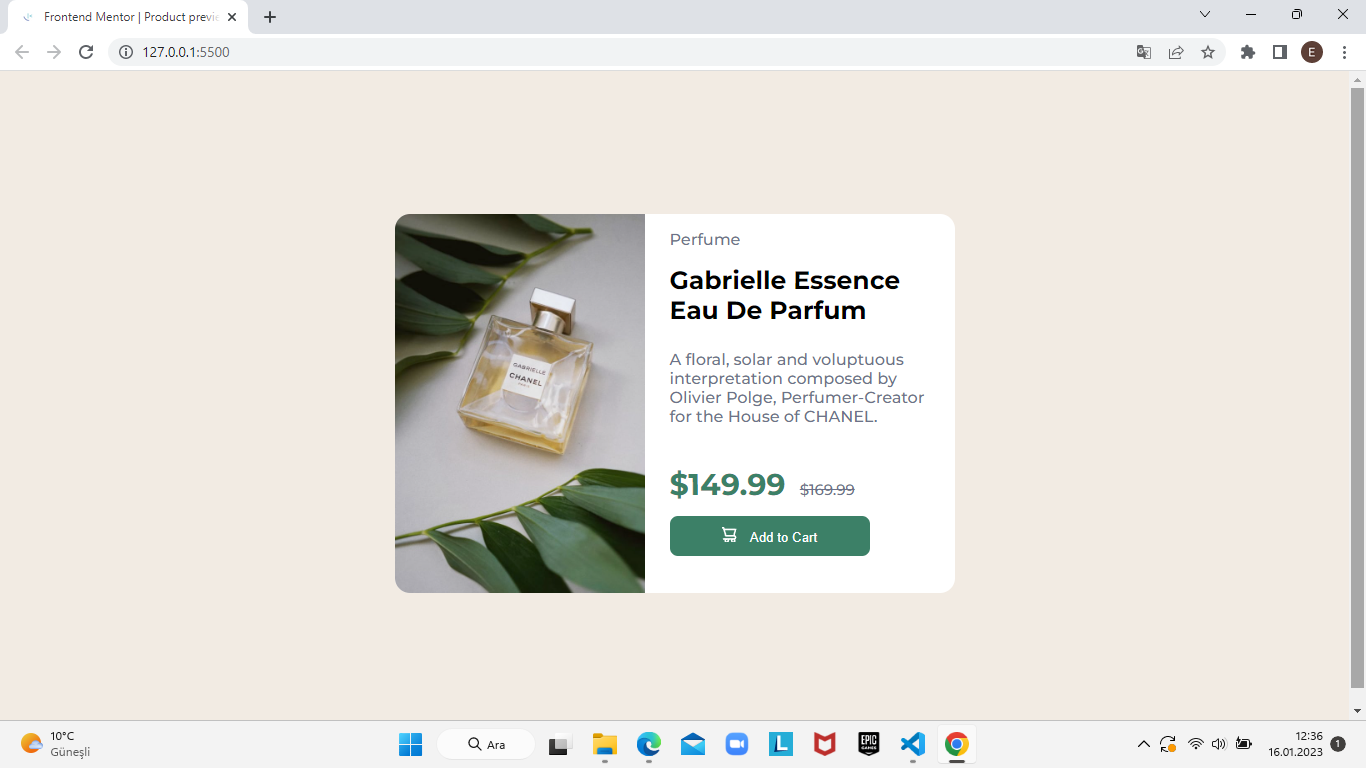 Frontend Mentor | Product previe
127.0.0.1:5500
E
Perfume
Gabrielle Essence
Eau De Parfum
A floral, solar and voluptuous
interpretation composed by
Olivier Polge, Perfumer-Creator
for the House of CHANEL.
$149.99 $169.99
Add to Cart
GABRIELLE
CHANEL
PARIS
10°C
Güneşli
Ara
L
EPIC
GAMES
12:36
16.01.2023
1